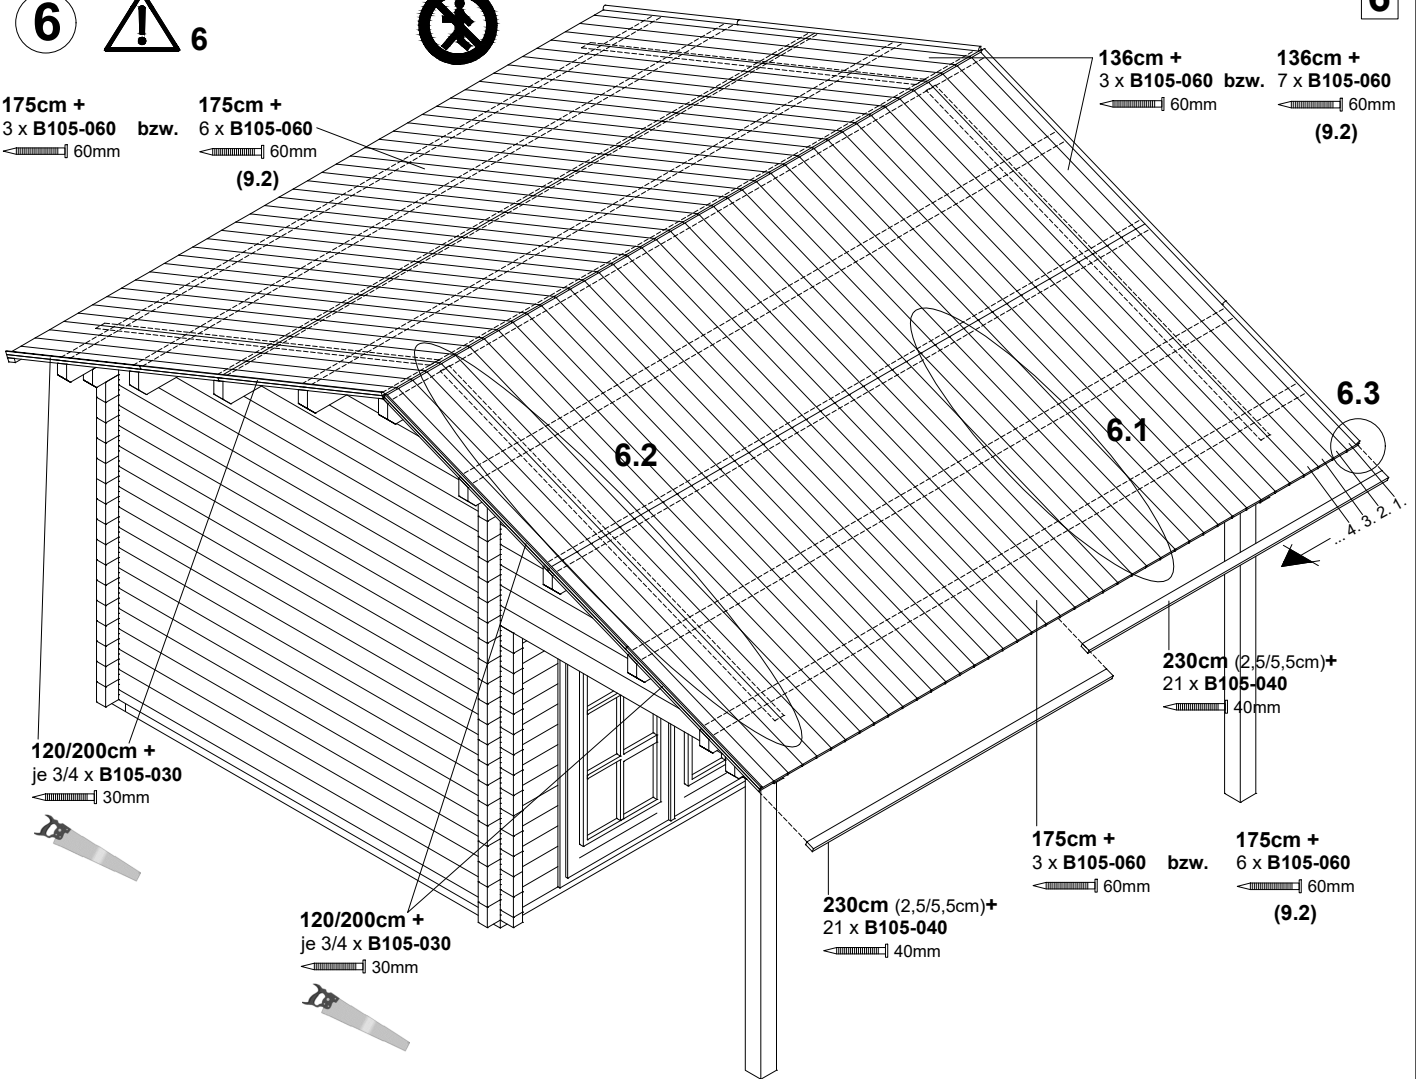 6
6
6
175cm +
3 x B105-060 bzw.
60mm
175cm +
6 x B105-060
60mm
(9.2)
136cm +
3 x B105-060 bzw.
60mm
136cm +
7 x B105-060
60mm
(9.2)
6.3
6.1
6.2
... 4. 3. 2. 1.
230cm (2,5/5,5cm)+
21 x B105-040
40mm
120/200cm +
je 3/4 x B105-030
30mm
175cm +
3 x B105-060 bzw.
60mm
175cm +
6 x B105-060
60mm
(9.2)
230cm (2,5/5,5cm)+
21 x B105-040
40mm
120/200cm +
je 3/4 x B105-030
30mm